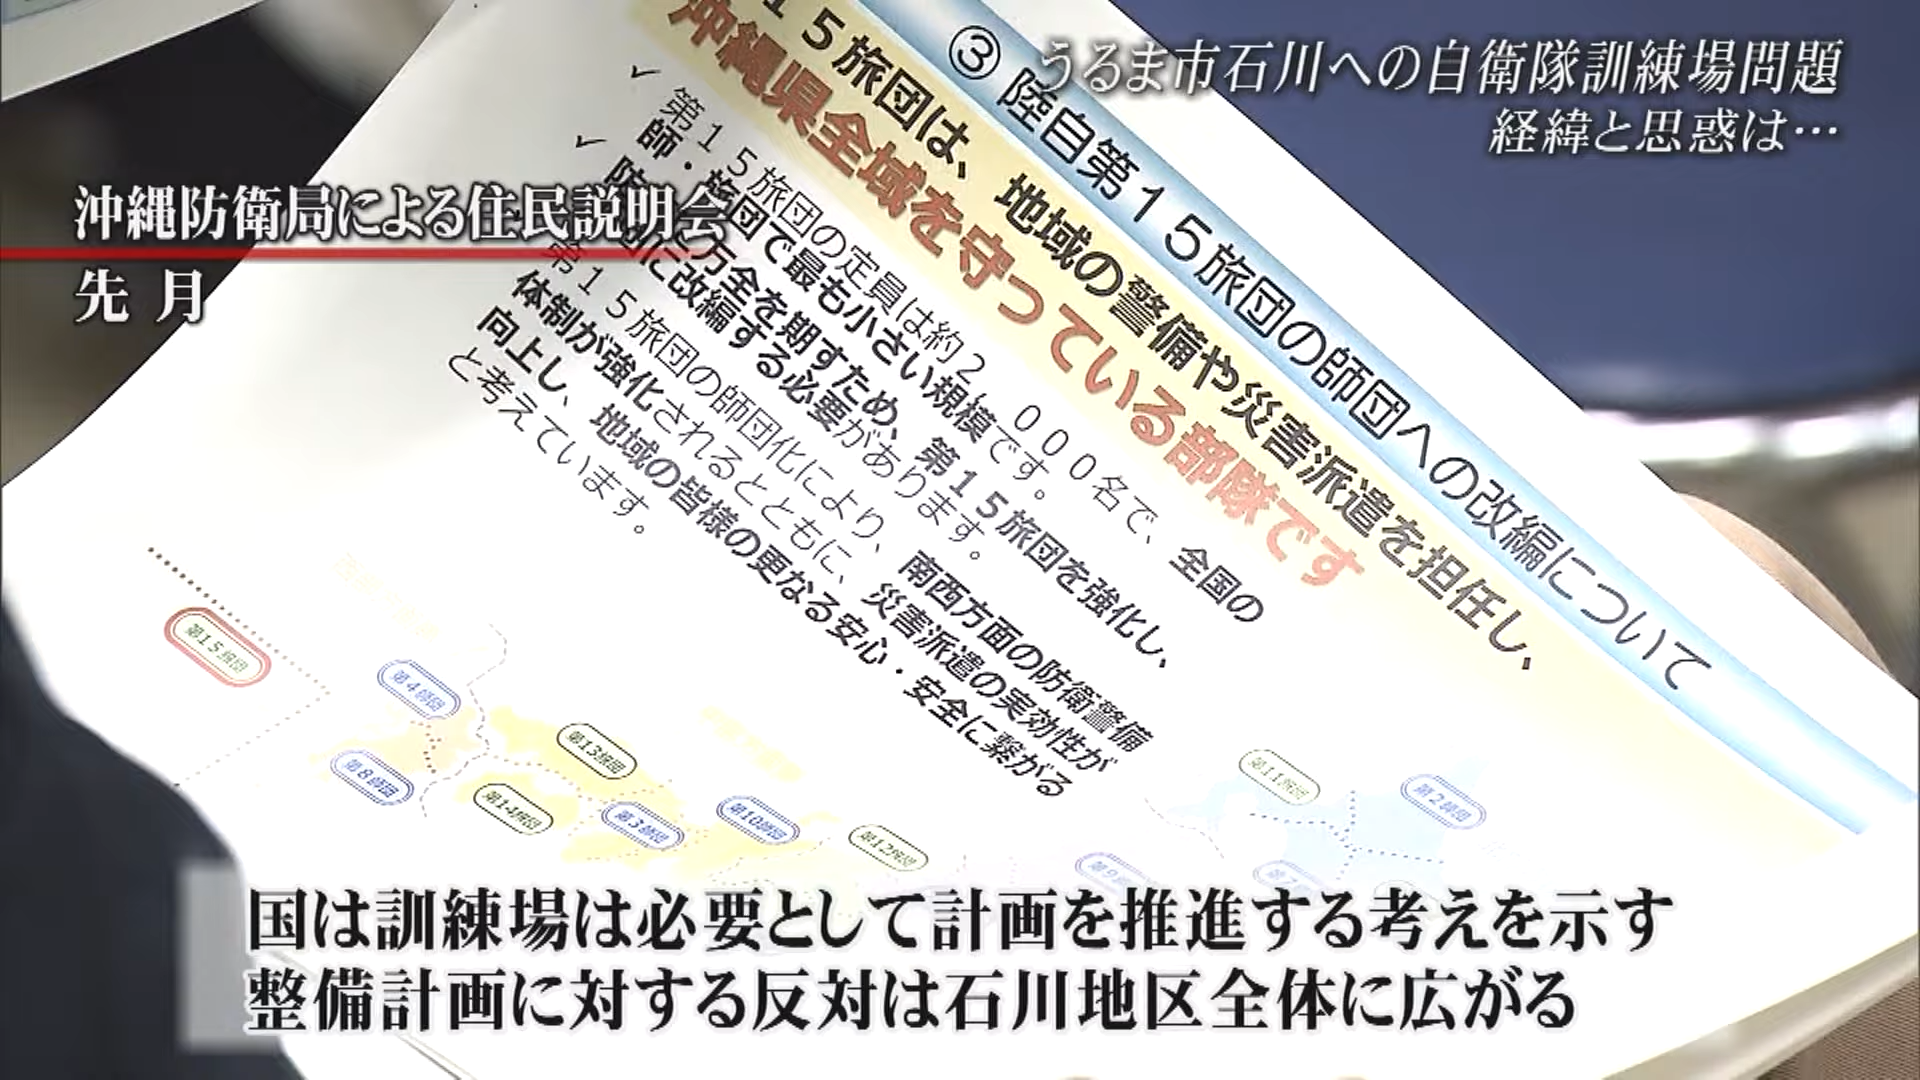 うるま市石川への自衛隊訓練場問題
経緯と思惑は…
沖縄防衛局による住民説明会
先月
③ 陸自第１５旅団の師団への改編について
１５旅団は、地域の警備や災害派遣を担任し、
沖縄県全域を守っている部隊です
✓ 第１５旅団の定員は約２，０００名で、全国の
師・旅団で最も小さい規模です。
万全を期すため、第１５旅団を強化し、
に改編する必要があります。
第１５旅団の師団化により、南西方面の防衛警備
体制が強化されるとともに、災害派遣の実効性が
向上し、地域の皆様の更なる安心・安全に繋がる
と考えています。
第15旅団
第4師団
第8師団
第13旅団
第14旅団
第3師団
第10師団
第12旅団
第11旅団
第2師団
第9
第7
国は訓練場は必要として計画を推進する考えを示す
整備計画に対する反対は石川地区全体に広がる